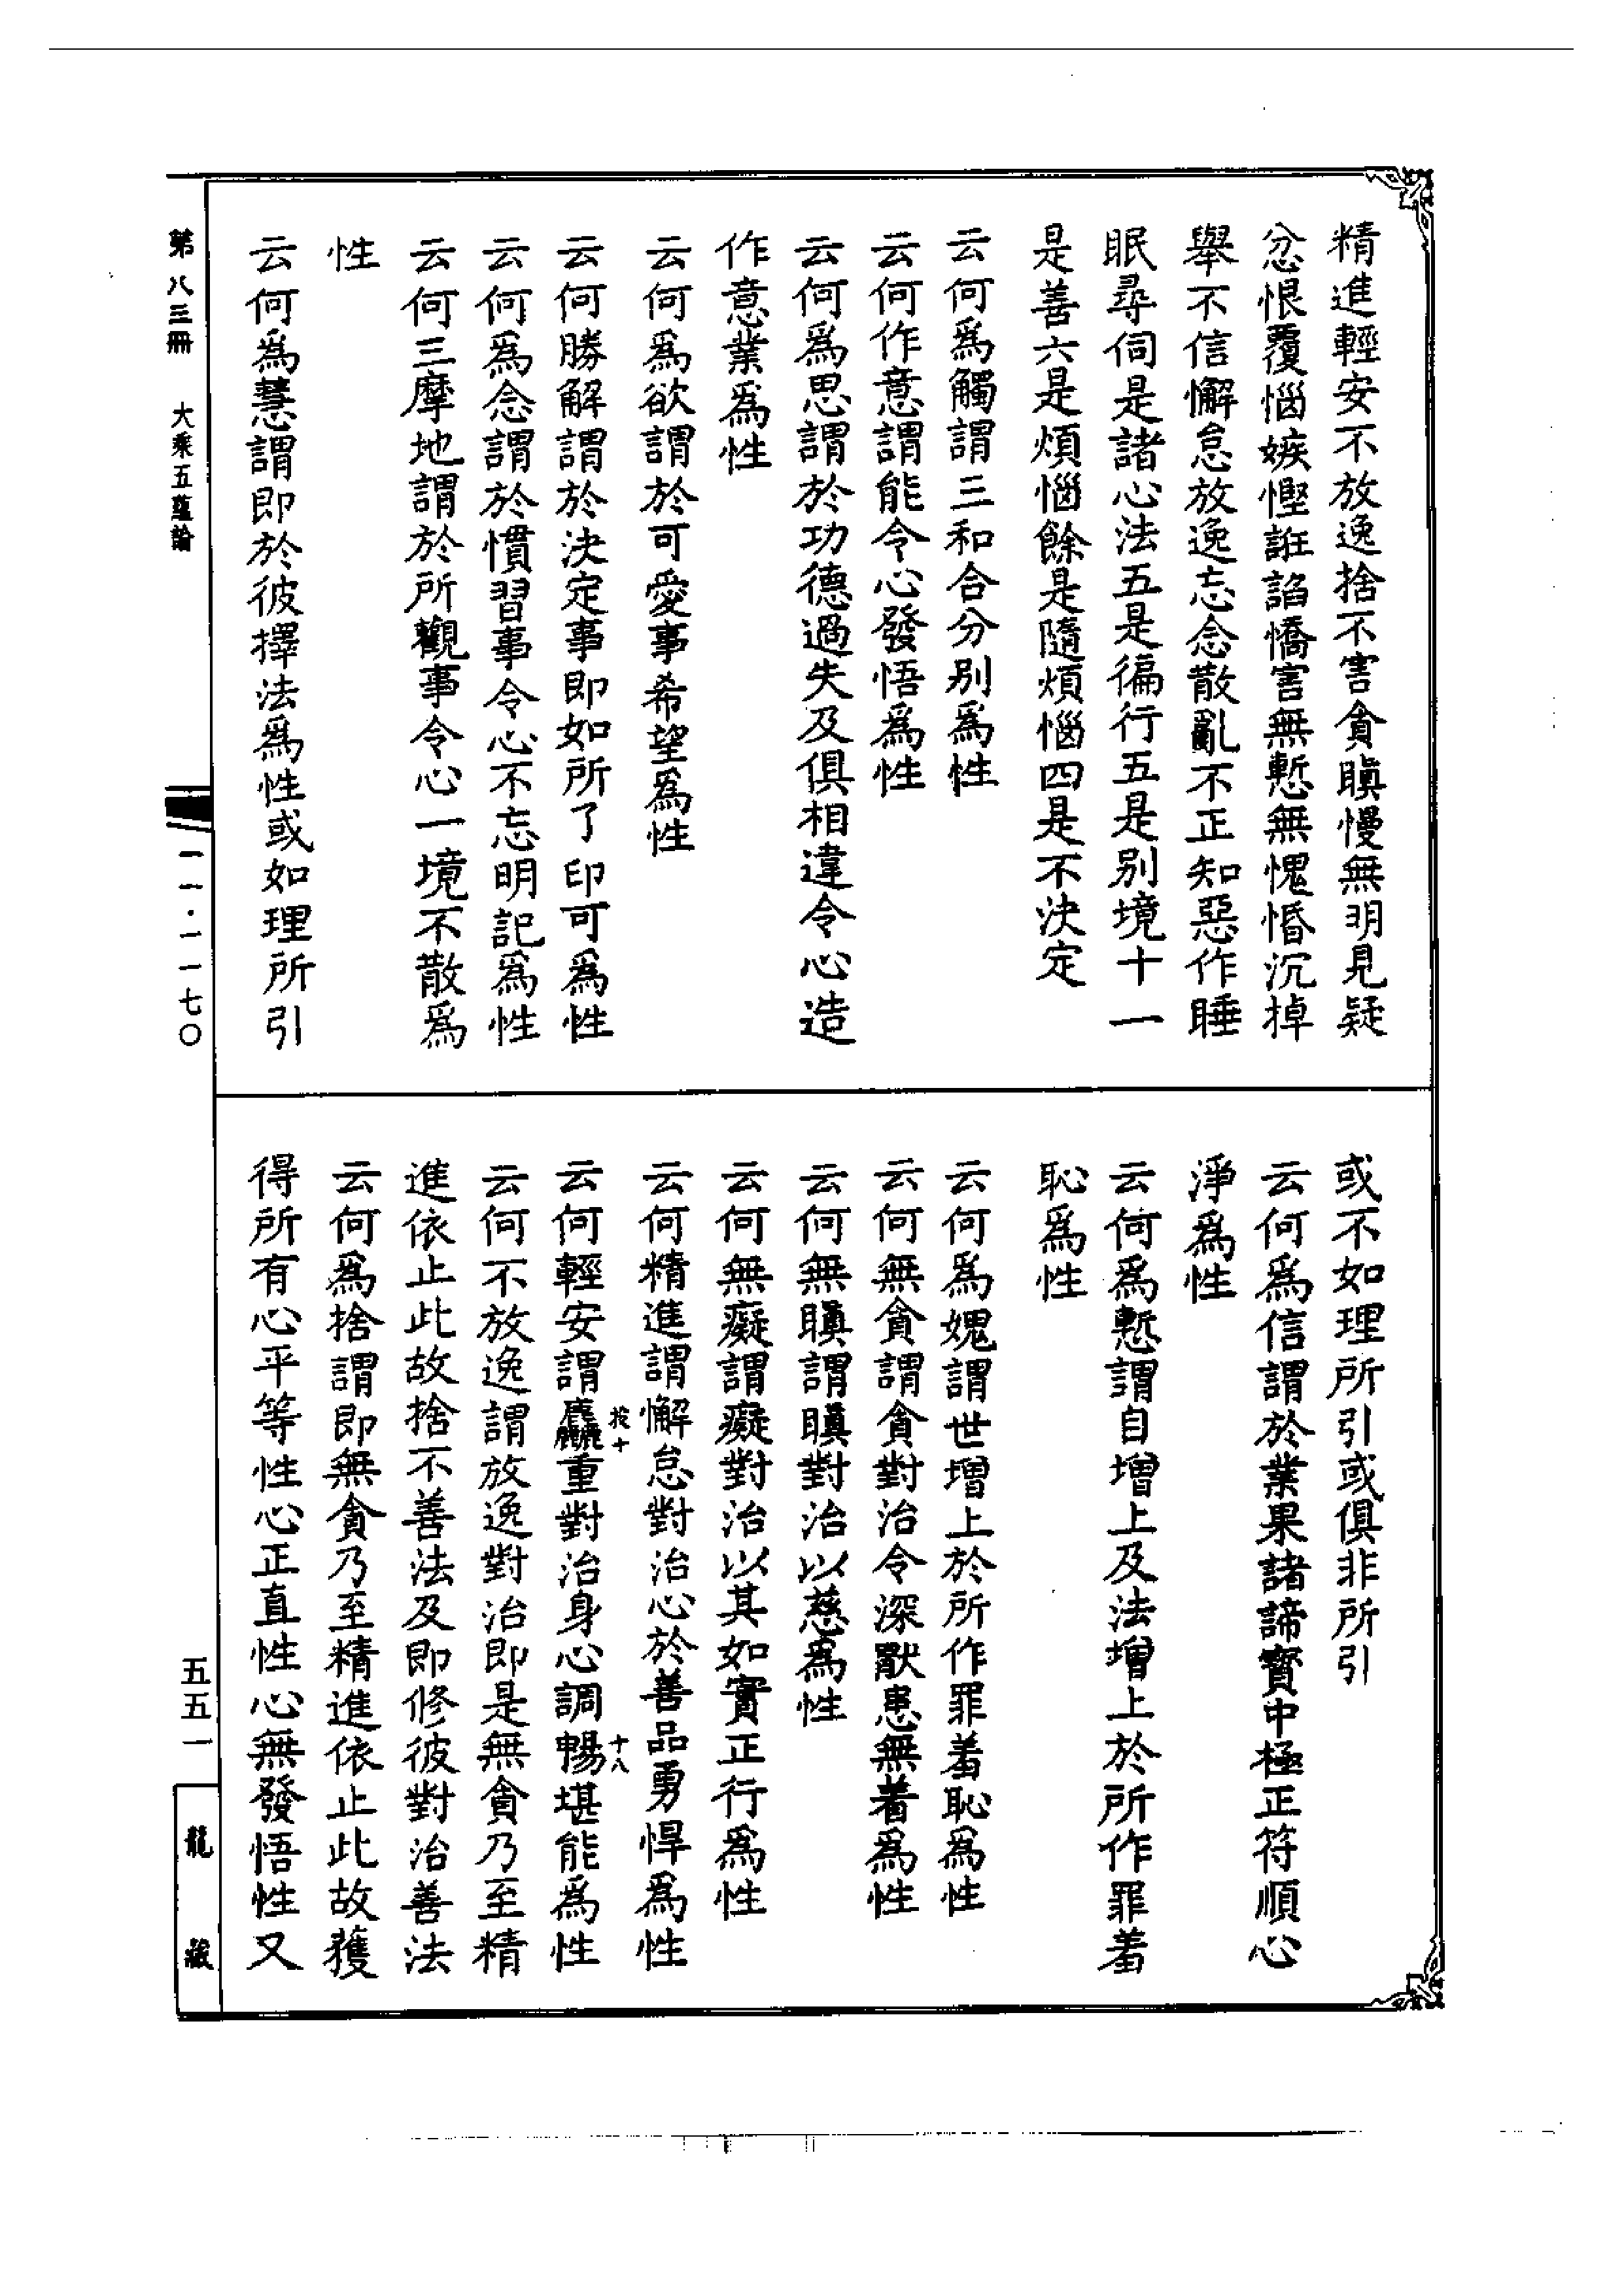 精進輕安不放逸捨不害貪瞋慢無明見疑
忿恨覆惱嫉慳誑諂憍害無慙無愧惛沉掉
舉不信懈怠放逸忘念散亂不正知惡作睡
眠尋伺是諸心法五是徧行五是别境十一
是善六是煩惱餘是隨煩惱四是不決定
云何爲觸謂三和合分别爲性
云何作意謂能令心發悟爲性
云何爲思謂於功德過失及俱相違令心造
作意業爲性
云何爲欲謂於可愛事希望爲性
云何勝解謂於決定事即如所了印可爲性
云何爲念謂於慣習事令心不忘明記爲性
云何三摩地謂於所觀事令心一境不散爲
性
云何爲慧謂即於彼擇法爲性或如理所引
或不如理所引或俱非所引
云何爲信謂於業果諸諦寳中極正符順心
淨爲性
云何爲慙謂自增上及法增上於所作罪羞
恥爲性
云何爲媿謂世增上於所作罪羞恥爲性
云何無貪謂貪對治令深猒患無著爲性
云何無瞋謂瞋對治以慈爲性
云何無癡謂癡對治以其如實正行爲性
云何精進謂懈怠對治心於善品勇悍爲性
云何輕安謂麤重對治身心調暢堪能爲性
十八
云何不放逸謂放逸對治即是無貪乃至精
進依止此故捨不善法及即修彼對治善法
云何爲捨謂即無貪乃至精進依止此故獲
得所有心平等性心正直性心無發悟性又
第八三冊 大乘五蘊論
一一·一一七〇
五五一
龍藏